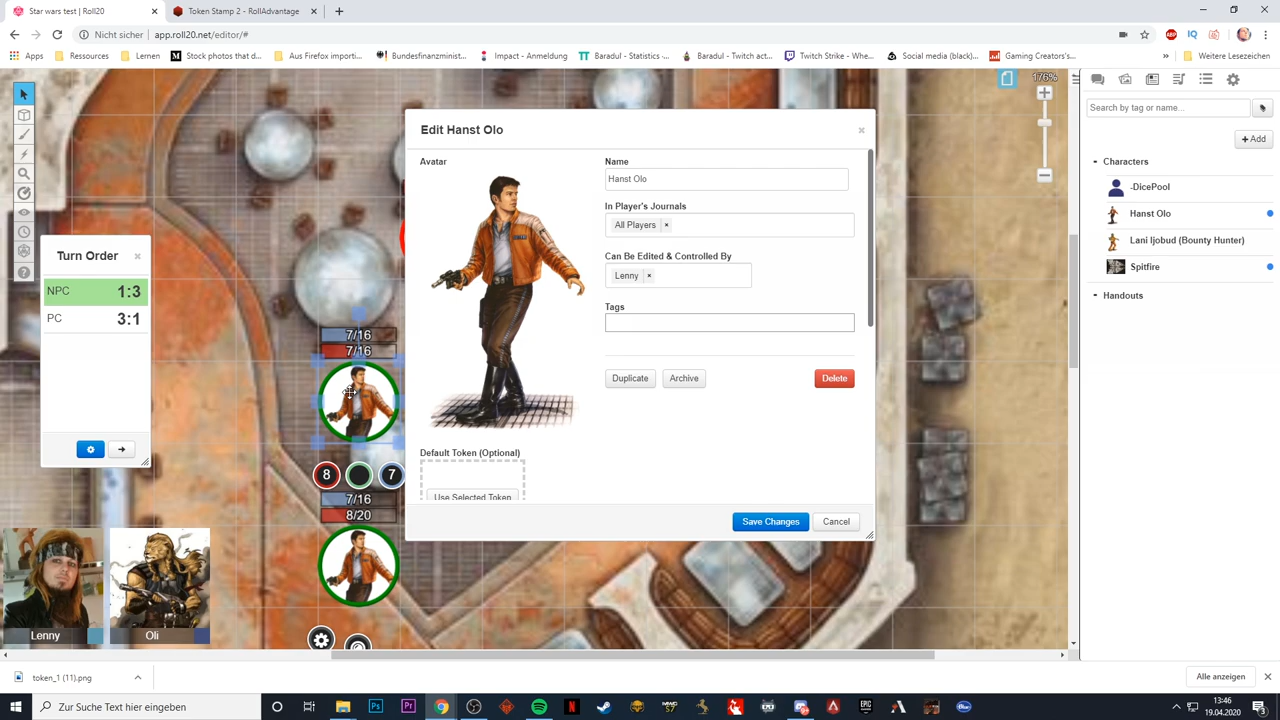 Star wars test | Roll20
Token Stamp 2 - RollAdvantage
Nicht sicher
app.roll20.net/editor/#
Apps
Ressources
Lernen
Stock photos that d...
Aus Firefox importi...
Bundesfinanzminist...
Impact - Anmeldung
Baradul - Statistics -...
Baradul - Twitch act...
Twitch Strike - Whe...
Social media (black)...
Gaming Creators's...
Weitere Lesezeichen
176%
Edit Hanst Olo
Avatar
Name
Hanst Olo
In Player's Journals
All Players
Can Be Edited & Controlled By
Lenny
Tags
Duplicate
Archive
Delete
Default Token (Optional)
Use Selected Token
Save Changes
Cancel
Search by tag or name...
+ Add
Characters
-DicePool
Hanst Olo
Lani Ijobud (Bounty Hunter)
Spitfire
Handouts
Turn Order
NPC 1:3
PC 3:1
7/16
7/16
8
7
7/16
8/20
Lenny
Oli
token_1 (11).png
Alle anzeigen
Zur Suche Text hier eingeben
13:46
19.04.2020